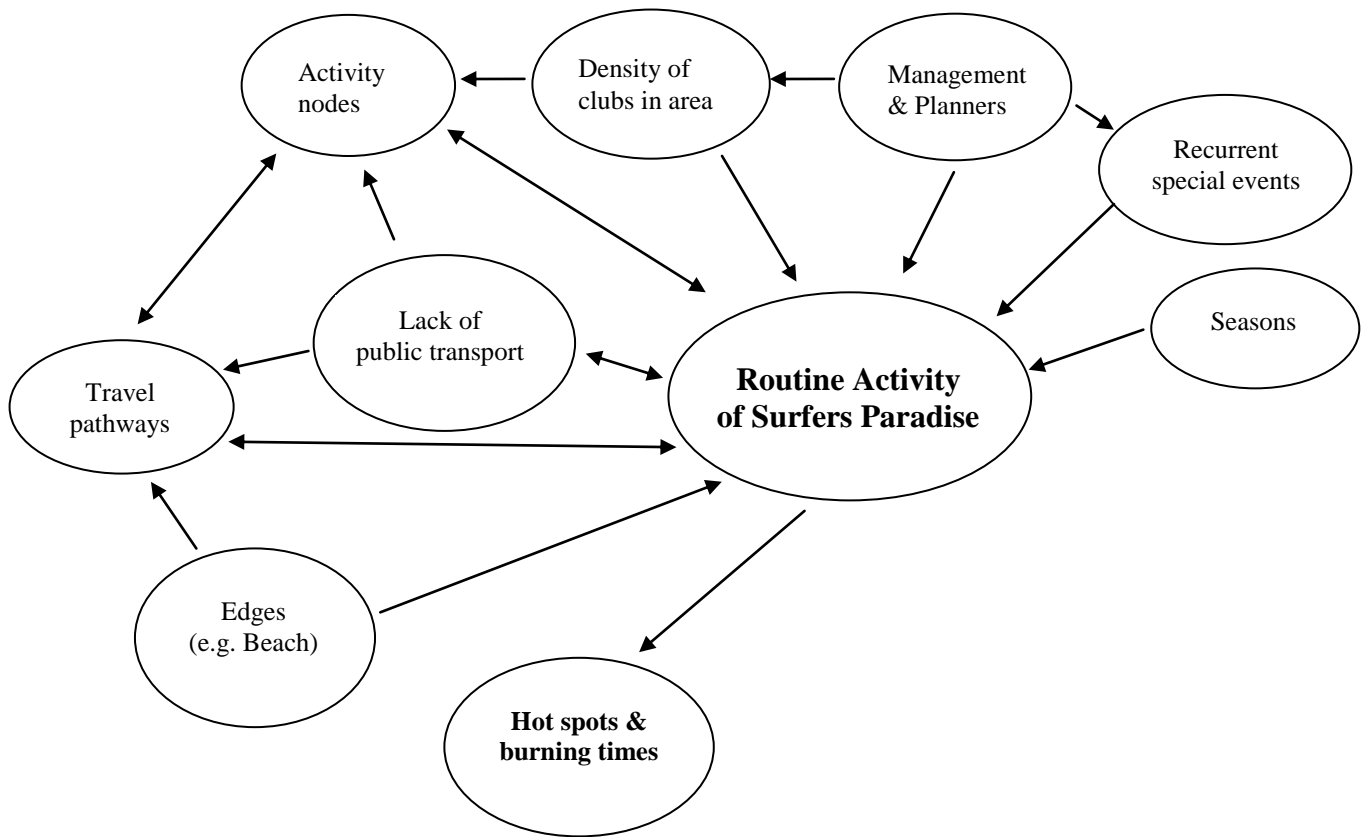 Activity
nodes
Density of
clubs in area
Management
& Planners
Recurrent
special events
Lack of
public transport
Seasons
Travel
pathways
Routine Activity
of Surfers Paradise
Edges
(e.g. Beach)
Hot spots &
burning times